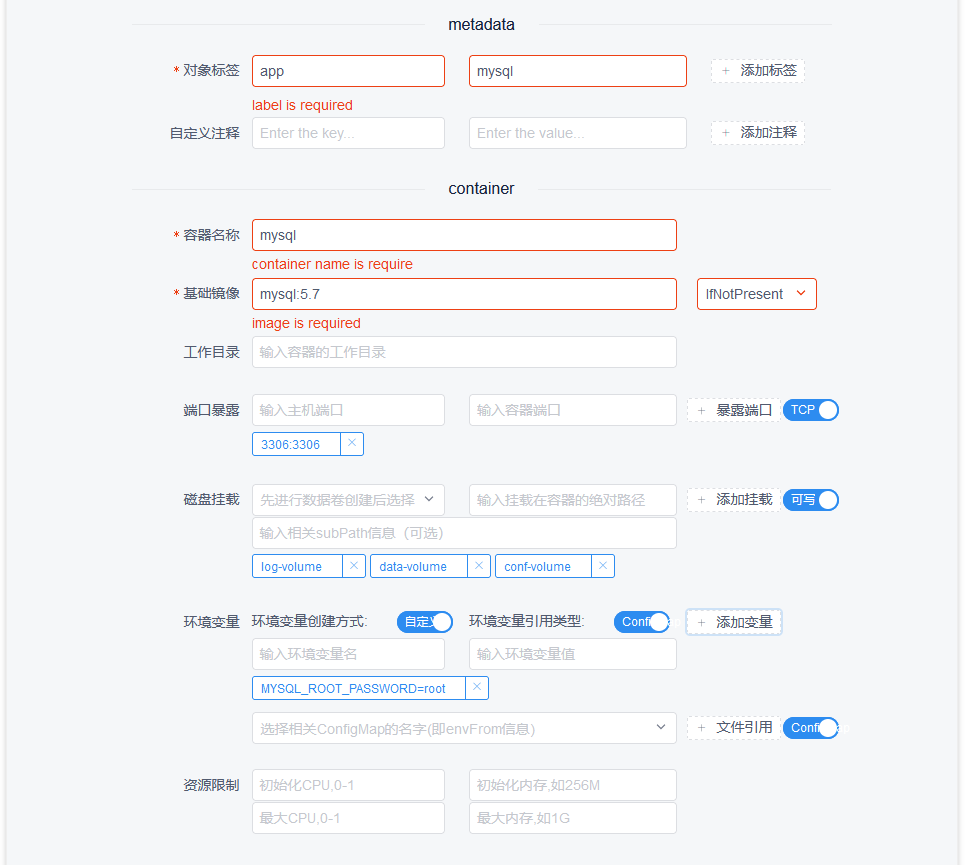 metadata
* 对象标签 app mysql + 添加标签
label is required
自定义注释 Enter the key... Enter the value... + 添加注释
container
* 容器名称 mysql
container name is require
* 基础镜像 mysql:5.7 IfNotPresent
image is required
工作目录 输入容器的工作目录
端口暴露 输入主机端口 输入容器端口 + 暴露端口 TCP
3306:3306 ×
磁盘挂载 先进行数据卷创建后选择 输入挂载在容器的绝对路径 + 添加挂载 可写
输入相关subPath信息（可选）
log-volume × data-volume × conf-volume ×
环境变量 环境变量创建方式: 自定义 环境变量引用类型: ConfigMap + 添加变量
输入环境变量名 输入环境变量值
MYSQL_ROOT_PASSWORD=root ×
选择相关ConfigMap的名字(即envFrom信息) + 文件引用 ConfigMap
资源限制 初始化CPU,0-1 初始化内存,如256M
最大CPU,0-1 最大内存,如1G